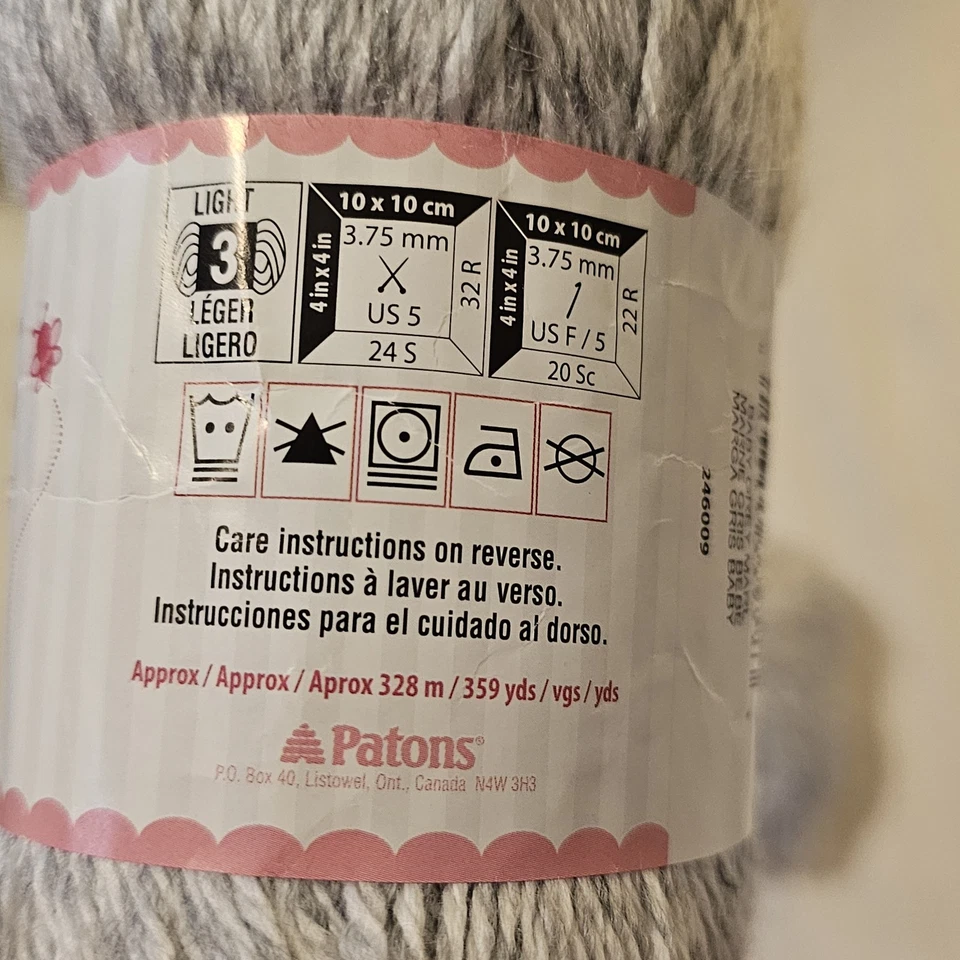 LIGHT
3
LÉGER
LIGERO
10 x 10 cm
4 in x 4 in
3.75 mm
US 5
32 R
24 S
10 x 10 cm
4 in x 4 in
3.75 mm
US F / 5
22 R
20 Sc
Care instructions on reverse.
Instructions à laver au verso.
Instrucciones para el cuidado al dorso.
Approx / Approx / Aprox 328 m / 359 yds / vgs / yds
Patons®
P.O. Box 40, Listowel, Ont., Canada N4W 3H3
246009